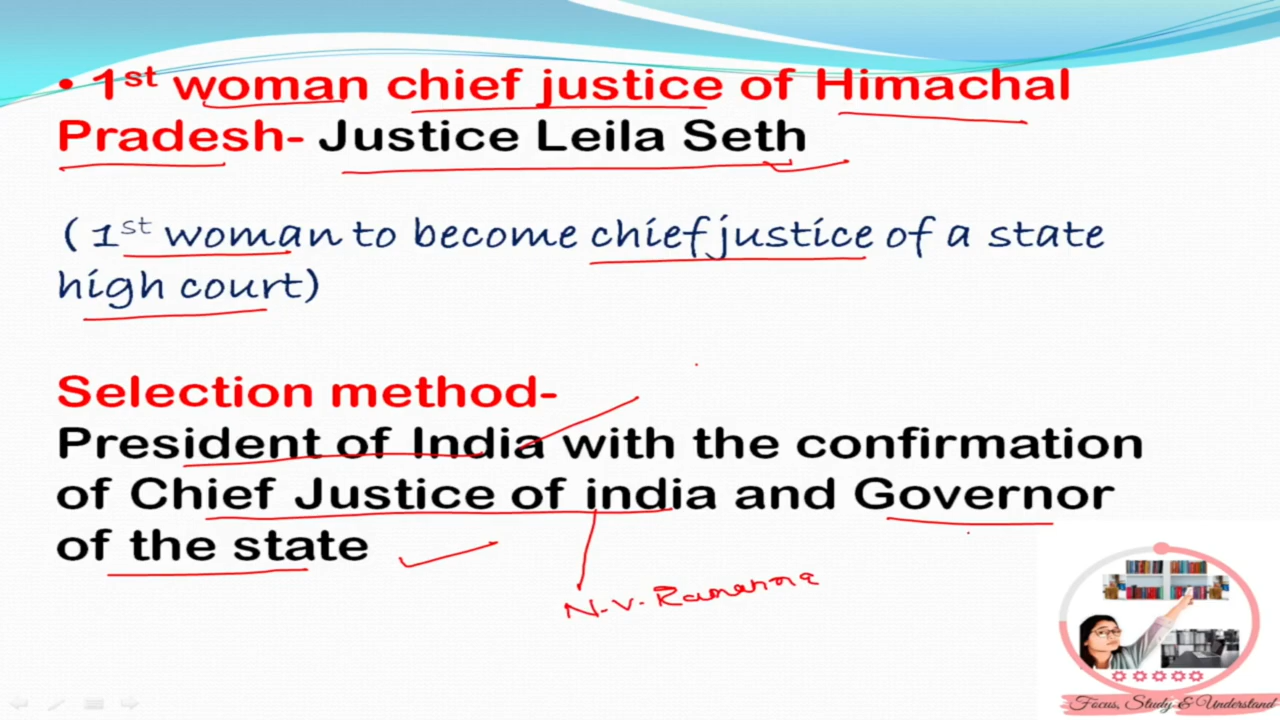 • 1st woman chief justice of Himachal
Pradesh- Justice Leila Seth
( 1st woman to become chief justice of a state
high court)
Selection method-
President of India with the confirmation
of Chief Justice of india and Governor
of the state
N.V. Ramanna
Focus, Study & Understand